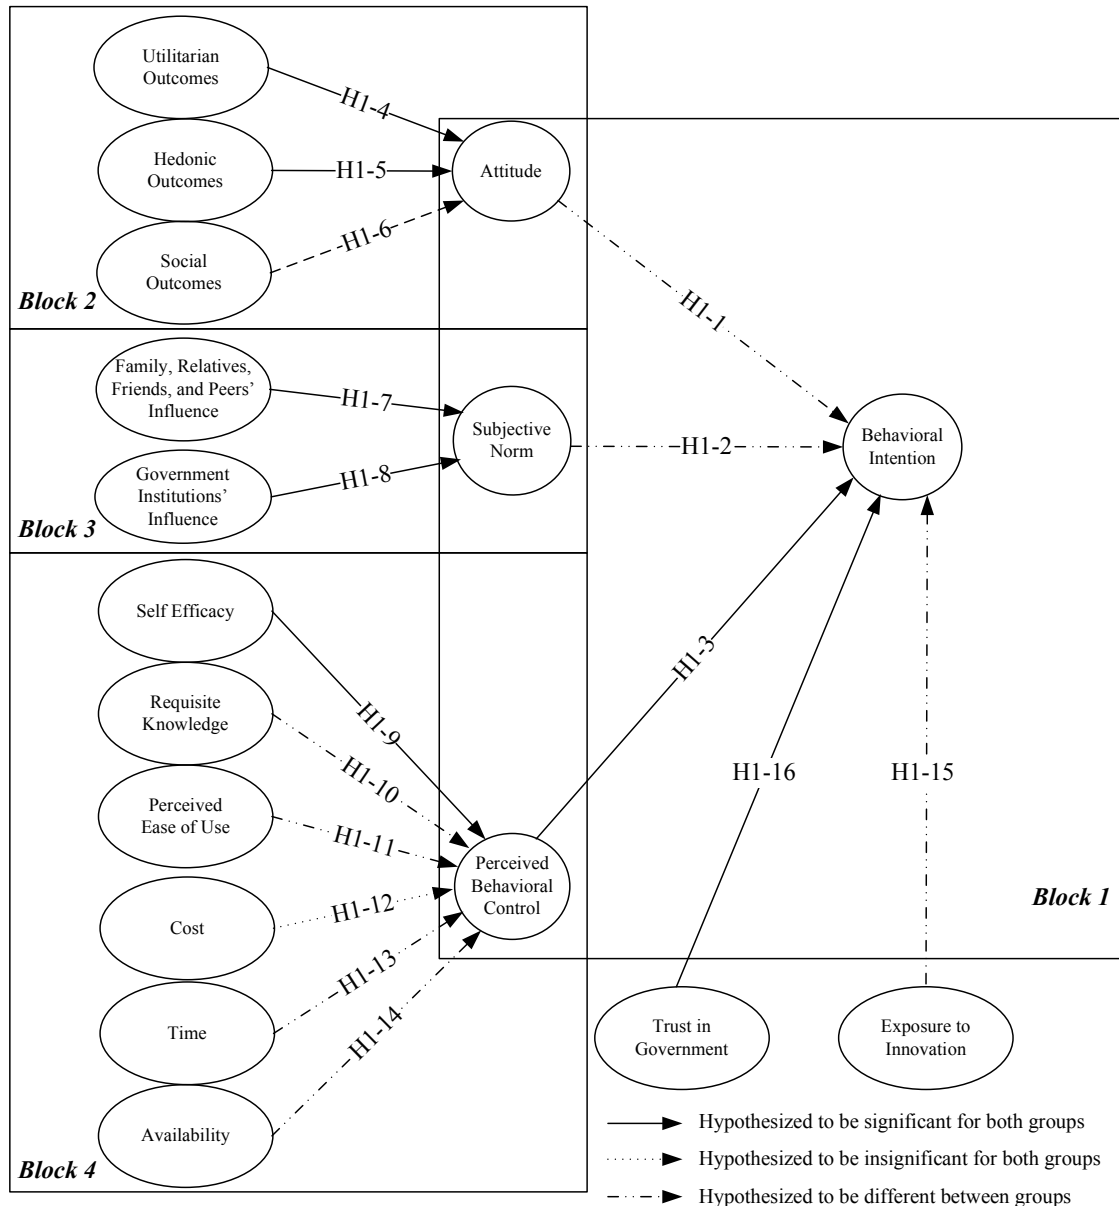 Utilitarian
Outcomes
H1-4
Hedonic
Outcomes
H1-5
Attitude
Social
Outcomes
H1-6
Block 2
H1-1
Family, Relatives,
Friends, and Peers’
Influence
H1-7
Subjective
Norm
H1-2
Behavioral
Intention
Government
Institutions’
Influence
H1-8
Block 3
Self Efficacy
H1-9
H1-3
Requisite
Knowledge
H1-10
Perceived
Ease of Use
H1-11
H1-16
H1-15
Perceived
Behavioral
Control
Block 1
Cost
H1-12
Time
H1-13
Availability
H1-14
Block 4
Trust in
Government
Exposure to
Innovation
Hypothesized to be significant for both groups
Hypothesized to be insignificant for both groups
Hypothesized to be different between groups